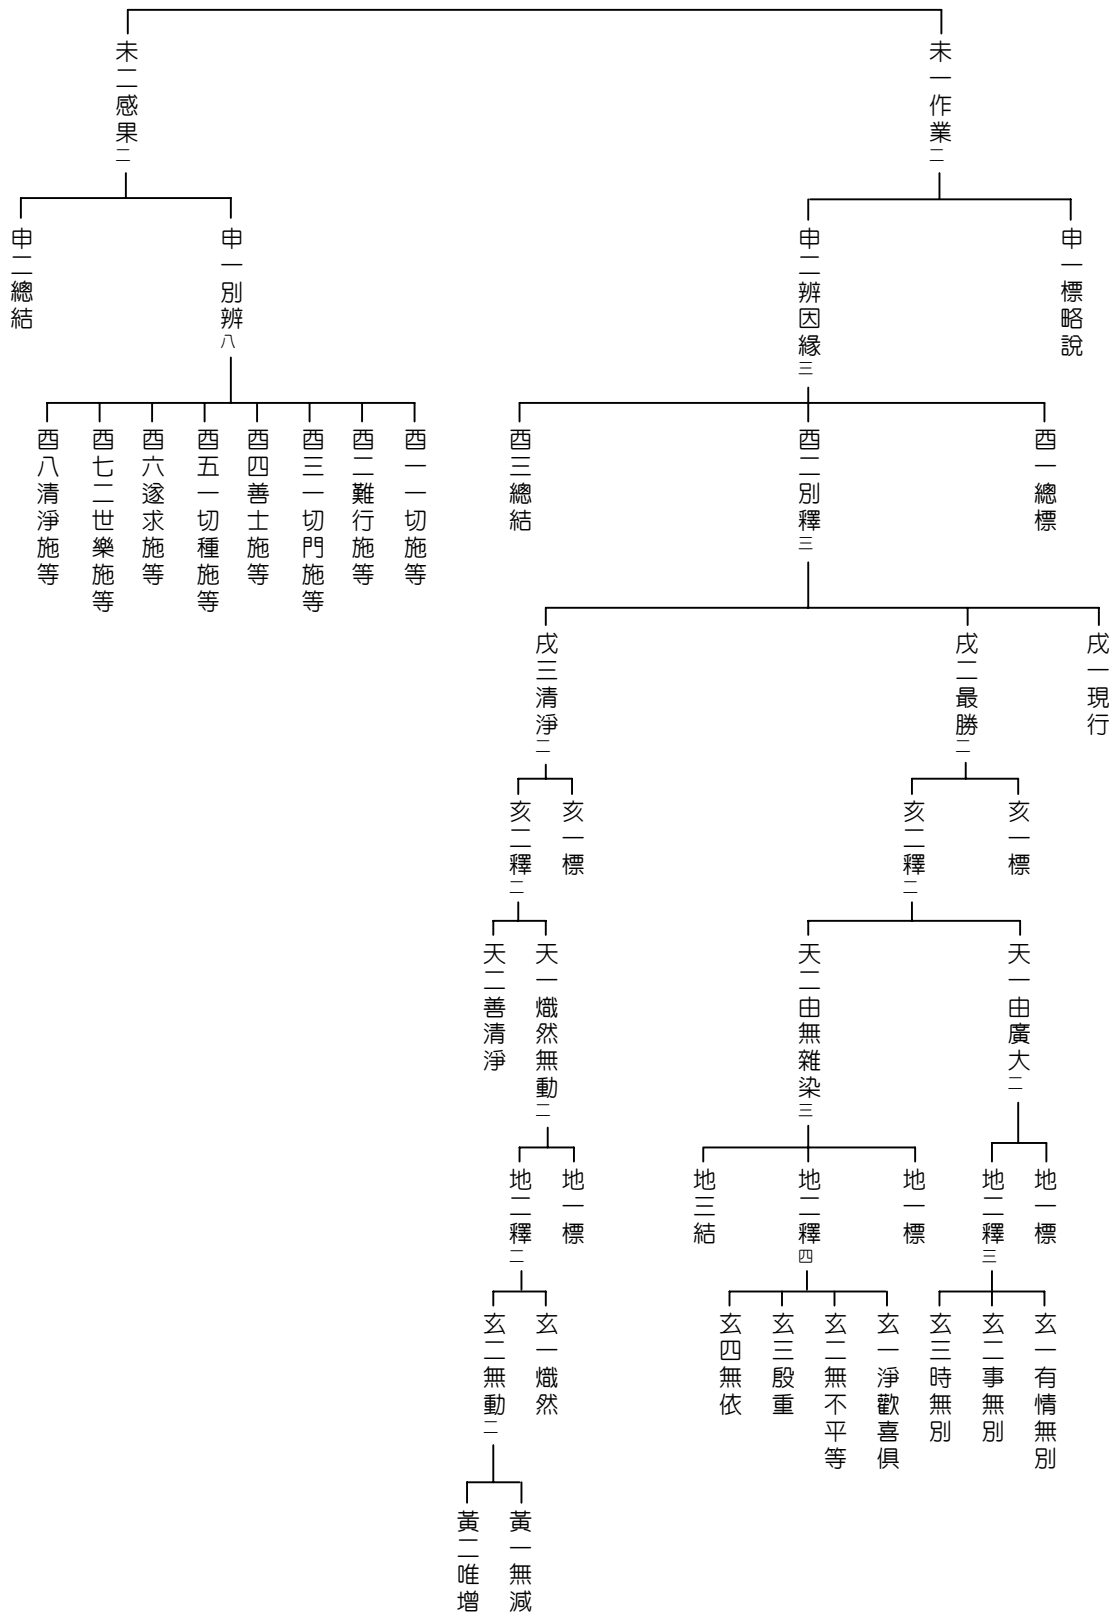 未一作業二
申一標略說
申二辨因緣三
酉一總標
酉二別釋三
戌一現行
戌二最勝二
亥一標
亥二釋二
天一由廣大二
地一標
地二釋三
玄一有情無別
玄二事無別
玄三時無別
天二由無雜染三
地一標
地二釋四
玄一淨歡喜俱
玄二無不平等
玄三殷重
玄四無依
地三結
戌三清淨二
亥一標
亥二釋二
天一熾然無動二
地一標
地二釋二
玄一熾然
玄二無動二
黃一無減
黃二唯增
天二善清淨
酉三總結
未二感果二
申一別辨八
酉一一切施等
酉二難行施等
酉三一切門施等
酉四善士施等
酉五一切種施等
酉六遂求施等
酉七二世樂施等
酉八清淨施等
申二總結